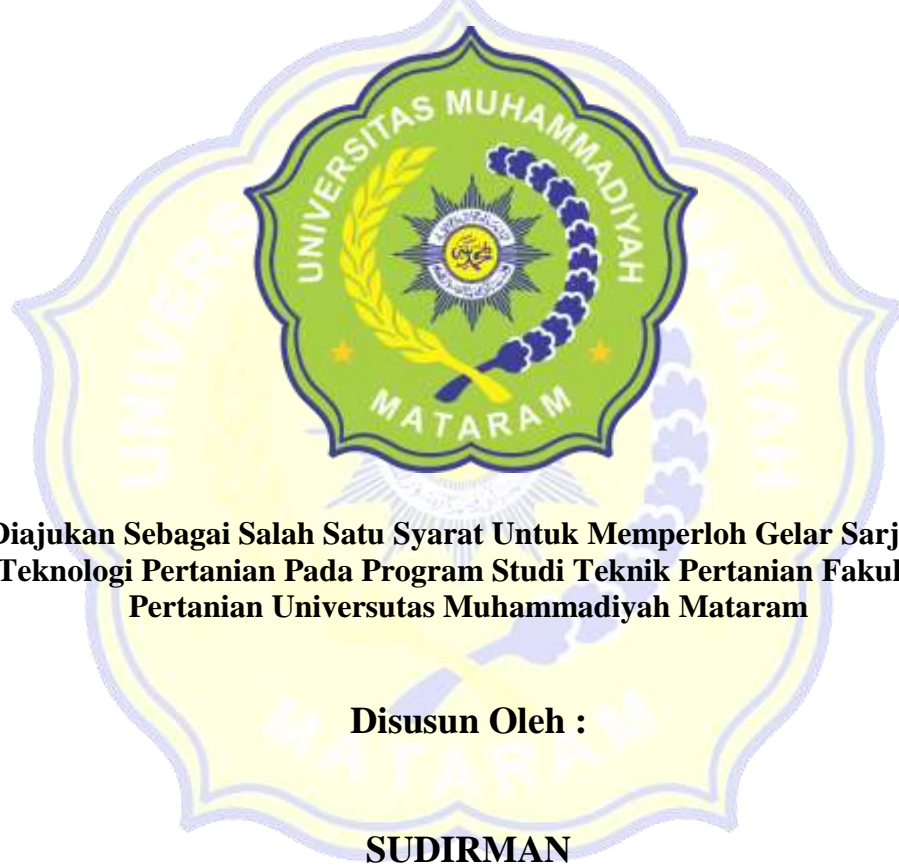 UNIVERSITAS MUHAMMADIYAH
MATARAM
Diajukan Sebagai Salah Satu Syarat Untuk Memperloh Gelar Sarj
Teknologi Pertanian Pada Program Studi Teknik Pertanian Fakul
Pertanian Universutas Muhammadiyah Mataram
Disusun Oleh :
SUDIRMAN